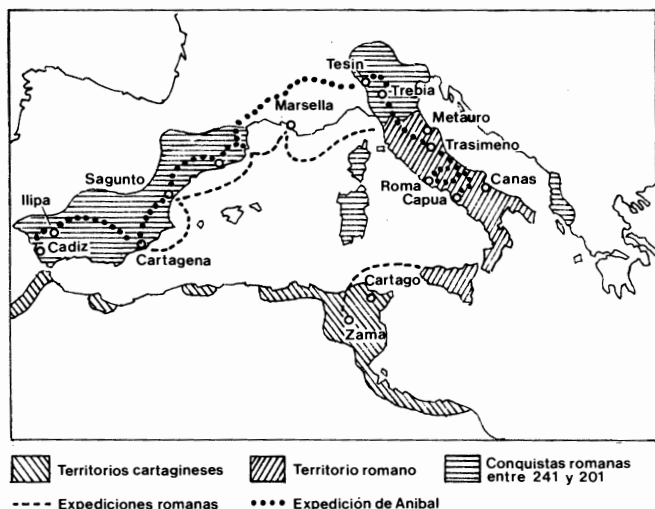 Tesin
Trebia
Marsella
Metauro
Trasimeno
Sagunto
Ilipa
Roma
Canas
Capua
Cadiz
Cartagena
Cartago
Zama
Territorios cartagineses
Territorio romano
Conquistas romanas
entre 241 y 201
Expediciones romanas
Expedición de Anibal